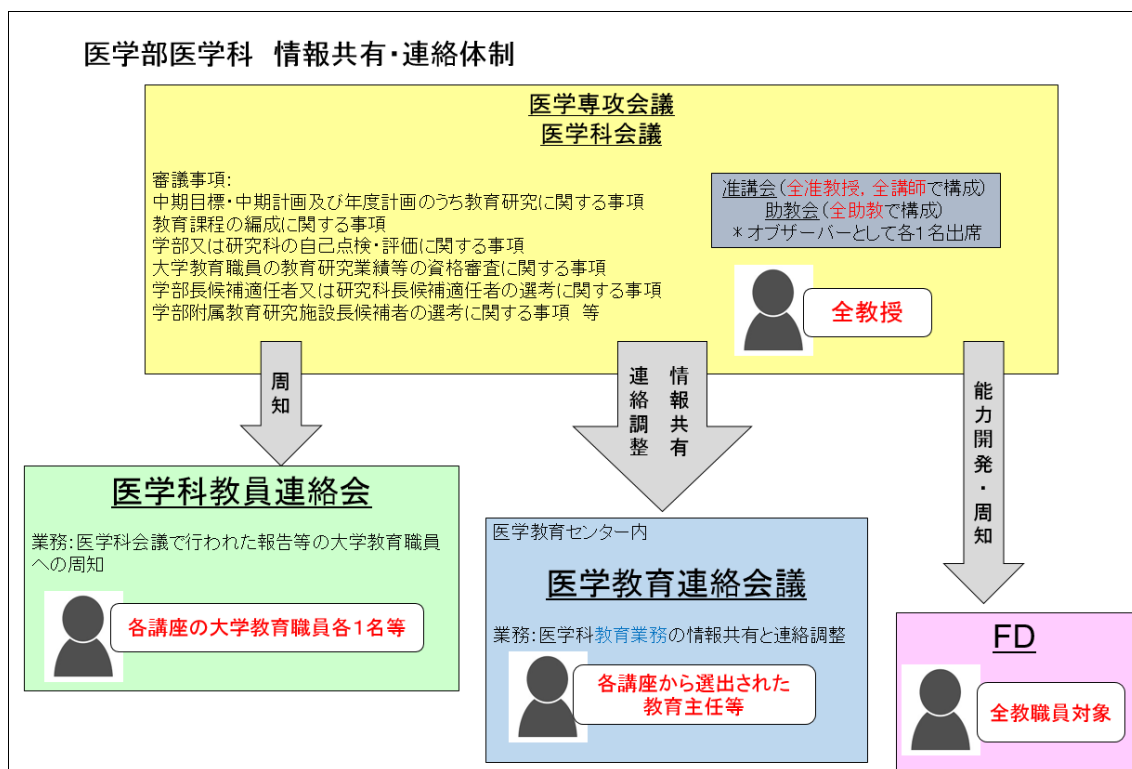 医学部医学科　情報共有・連絡体制
医学専攻会議
医学科会議
審議事項:
中期目標・中期計画及び年度計画のうち教育研究に関する事項
教育課程の編成に関する事項
学部又は研究科の自己点検・評価に関する事項
大学教育職員の教育研究業績等の資格審査に関する事項
学部長候補適任者又は研究科長候補適任者の選考に関する事項
学部附属教育研究施設長候補者の選考に関する事項　等
准講会(全准教授, 全講師で構成)
助教会(全助教で構成)
＊オブザーバーとして各1名出席
全教授
周知
情報共有
連絡調整
能力開発・周知
医学科教員連絡会
業務:医学科会議で行われた報告等の大学教育職員
への周知
各講座の大学教育職員各1名等
医学教育センター内
医学教育連絡会議
業務:医学科教育業務の情報共有と連絡調整
各講座から選出された
教育主任等
FD
全教職員対象